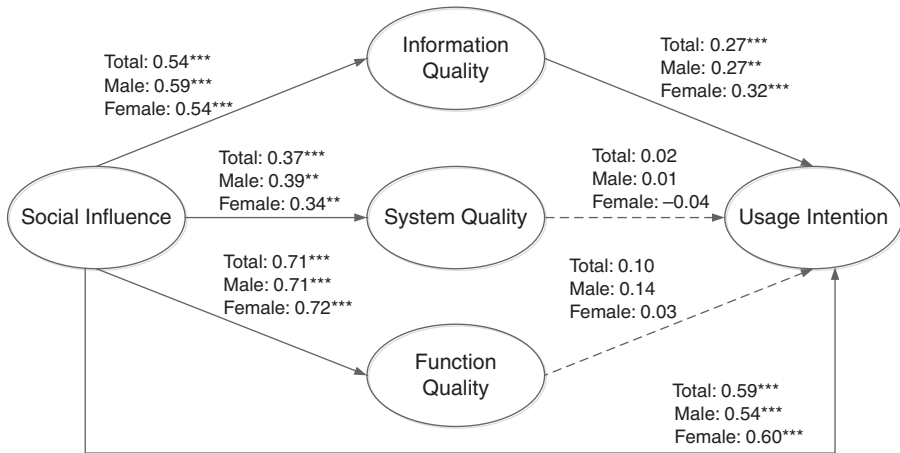 Information
Quality
Total: 0.54***
Male: 0.59***
Female: 0.54***
Total: 0.27***
Male: 0.27**
Female: 0.32***
Social Influence
Total: 0.37***
Male: 0.39**
Female: 0.34**
System Quality
Total: 0.02
Male: 0.01
Female: –0.04
Usage Intention
Total: 0.71***
Male: 0.71***
Female: 0.72***
Total: 0.10
Male: 0.14
Female: 0.03
Function
Quality
Total: 0.59***
Male: 0.54***
Female: 0.60***